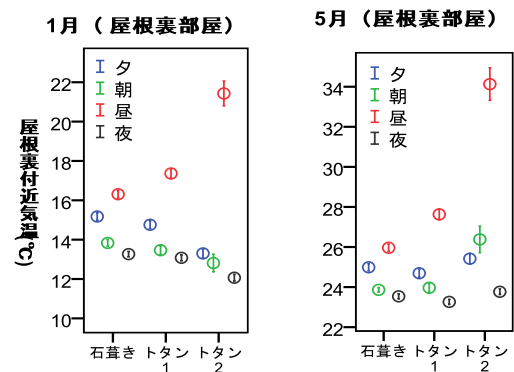 1月（屋根裏部屋）
屋根裏付近気温(℃)
22
20
18
16
14
12
10
夕
朝
昼
夜
石葺き
トタン
1
トタン
2
5月（屋根裏部屋）
34
32
30
28
26
24
22
夕
朝
昼
夜
石葺き
トタン
1
トタン
2